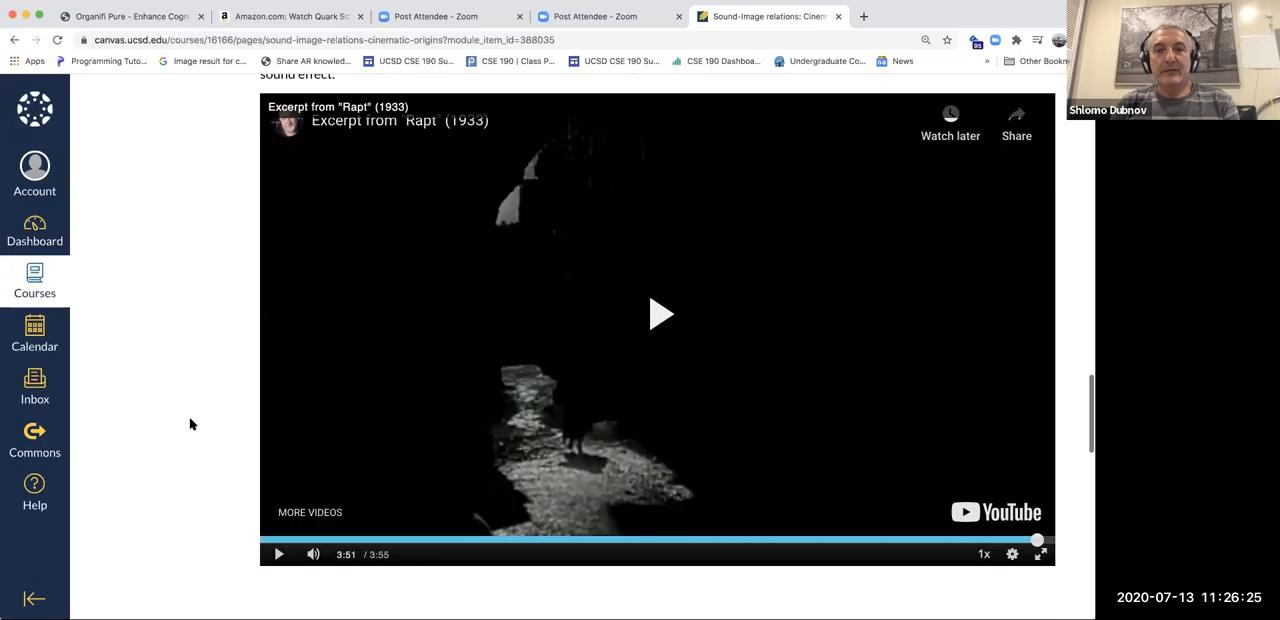 Organifi Pure - Enhance Cogni
Amazon.com: Watch Quark Sc
Post Attendee - Zoom
Post Attendee - Zoom
Sound-Image relations: Cinem
canvas.ucsd.edu/courses/16166/pages/sound-image-relations-cinematic-origins?module_item_id=388035
95
Apps
Programming Tuto...
Image result for c...
Share AR knowled...
UCSD CSE 190 Su...
CSE 190 | Class P...
UCSD CSE 190 Su...
CSE 190 Dashboa...
Undergraduate Co...
News
»
Other Bookm
Shlomo Dubnov
sound effect.
Excerpt from "Rapt" (1933)
Excerpt from "Rapt" (1933)
Watch later
Share
Account
Dashboard
Courses
Calendar
Inbox
Commons
Help
MORE VIDEOS
YouTube
3:51 / 3:55
1x
2020-07-13 11:26:25